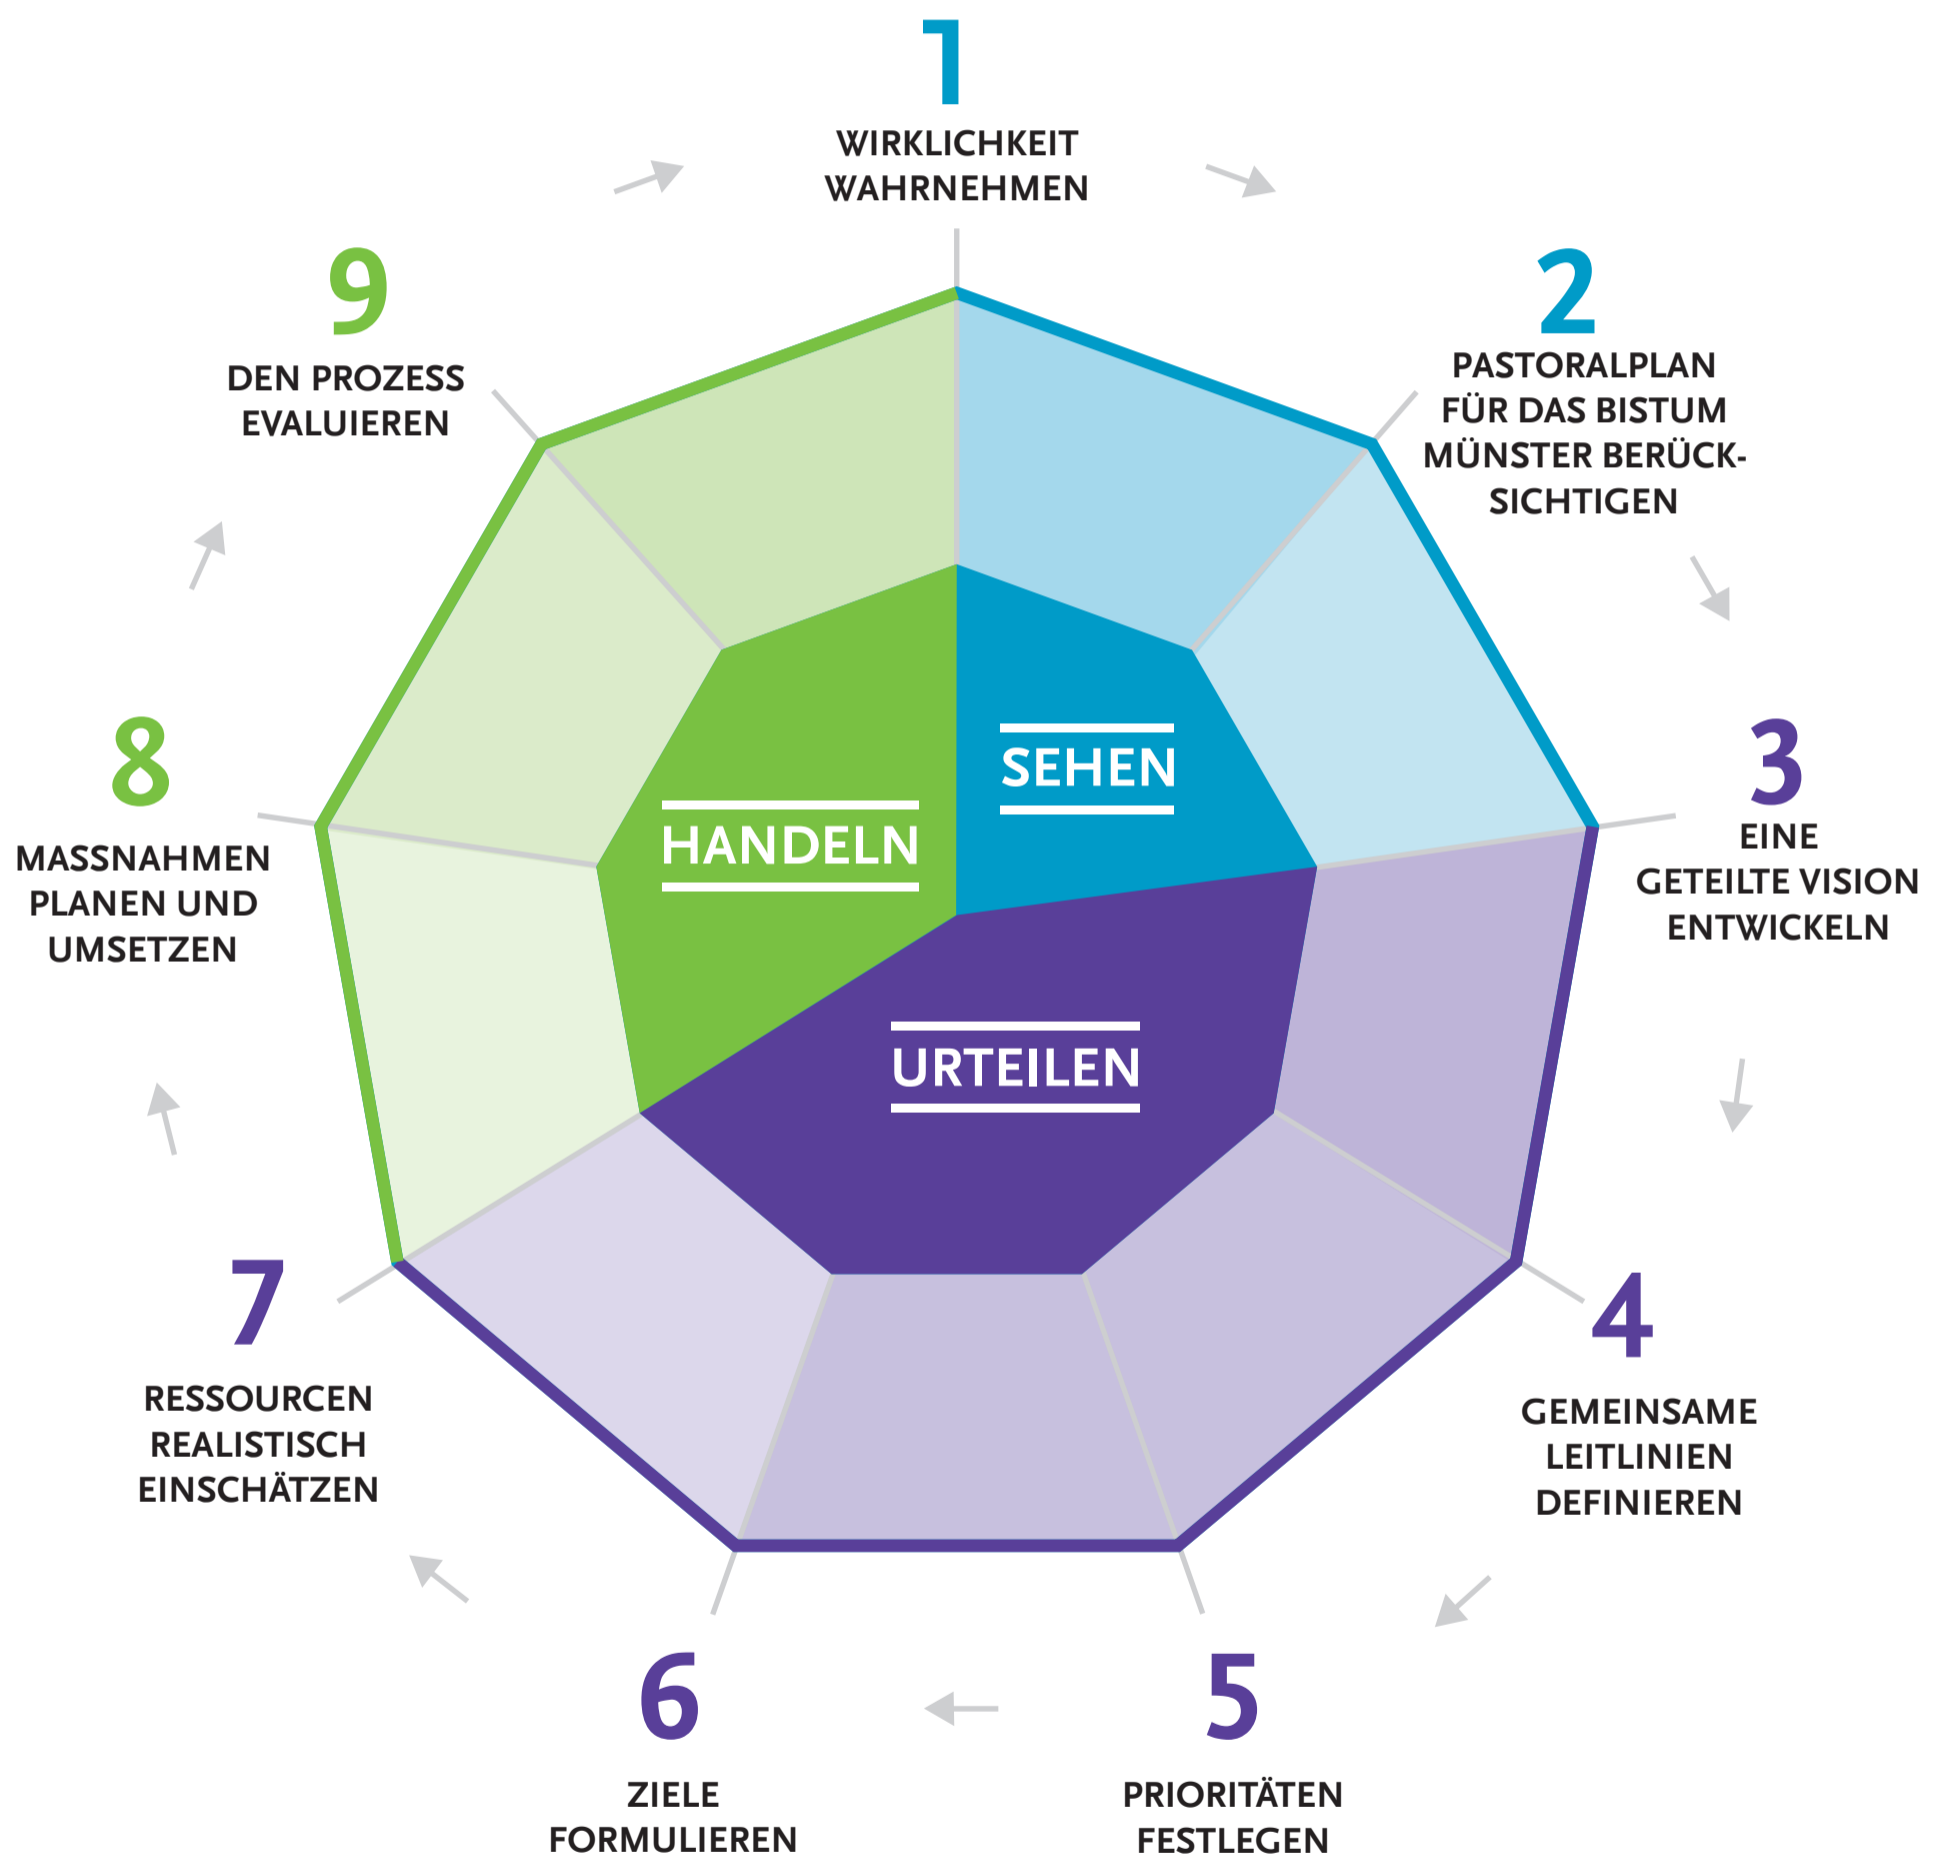 1
WIRKLICHKEIT
WAHRNEHMEN
2
PASTORALPLAN
FÜR DAS BISTUM
MÜNSTER BERÜCK-
SICHTIGEN
3
EINE
GETEILTE VISION
ENTWICKELN
4
GEMEINSAME
LEITLINIEN
DEFINIEREN
5
PRIORITÄTEN
FESTLEGEN
6
ZIELE
FORMULIEREN
7
RESSOURCEN
REALISTISCH
EINSCHÄTZEN
8
MASSNAHMEN
PLANEN UND
UMSETZEN
9
DEN PROZESS
EVALUIEREN
SEHEN
URTEILEN
HANDELN